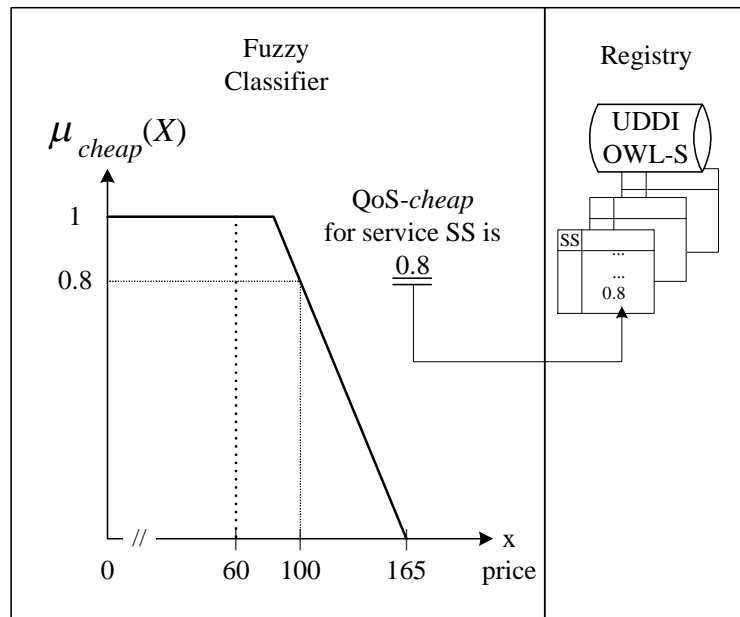 Fuzzy
Classifier
Registry
μ cheap(X)
UDDI
OWL-S
QoS-cheap
for service SS is
0.8
1
0.8
SS
...
...
0.8
//
x
0
60
100
165
price